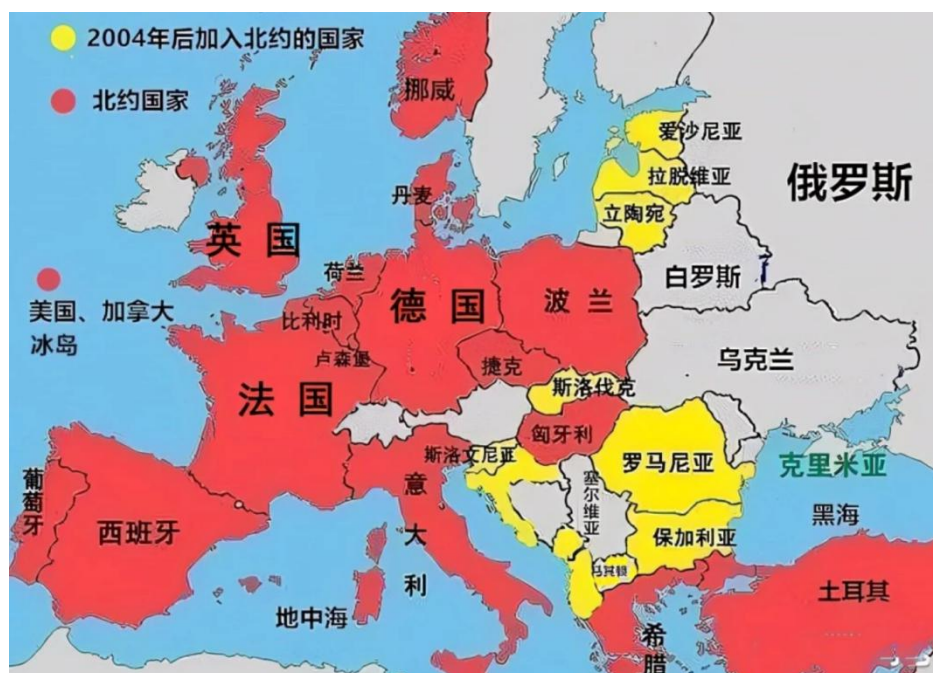 2004年后加入北约的国家
北约国家
挪威
爱沙尼亚
拉脱维亚
立陶宛
俄罗斯
丹麦
英国
荷兰
白罗斯
美国、加拿大
冰岛
比利时
德国
波兰
卢森堡
捷克
乌克兰
法国
斯洛伐克
匈牙利
斯洛文尼亚
罗马尼亚
克里米亚
葡萄牙
西班牙
意大利
塞尔维亚
黑海
保加利亚
马其顿
地中海
土耳其
希腊